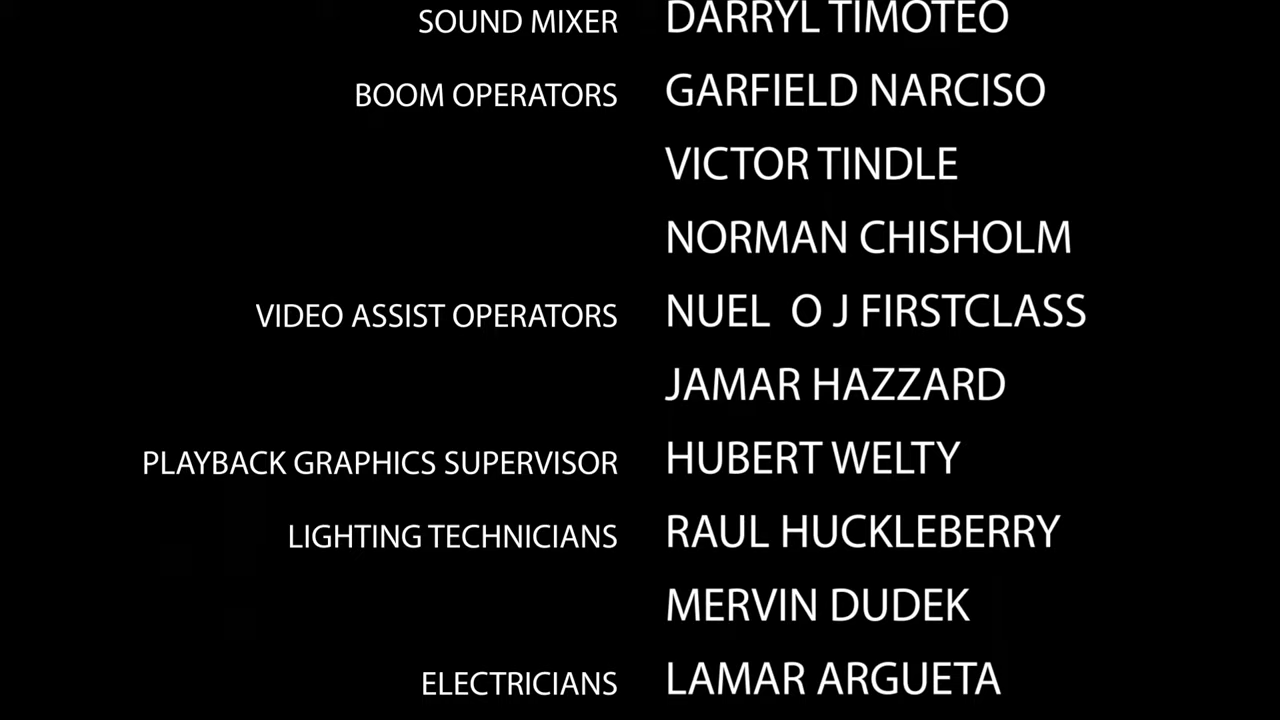 SOUND MIXER DARRYL TIMOTEO
BOOM OPERATORS GARFIELD NARCISO
VICTOR TINDLE
NORMAN CHISHOLM
VIDEO ASSIST OPERATORS NUEL  O J FIRSTCLASS
JAMAR HAZZARD
PLAYBACK GRAPHICS SUPERVISOR HUBERT WELTY
LIGHTING TECHNICIANS RAUL HUCKLEBERRY
MERVIN DUDEK
ELECTRICIANS LAMAR ARGUETA